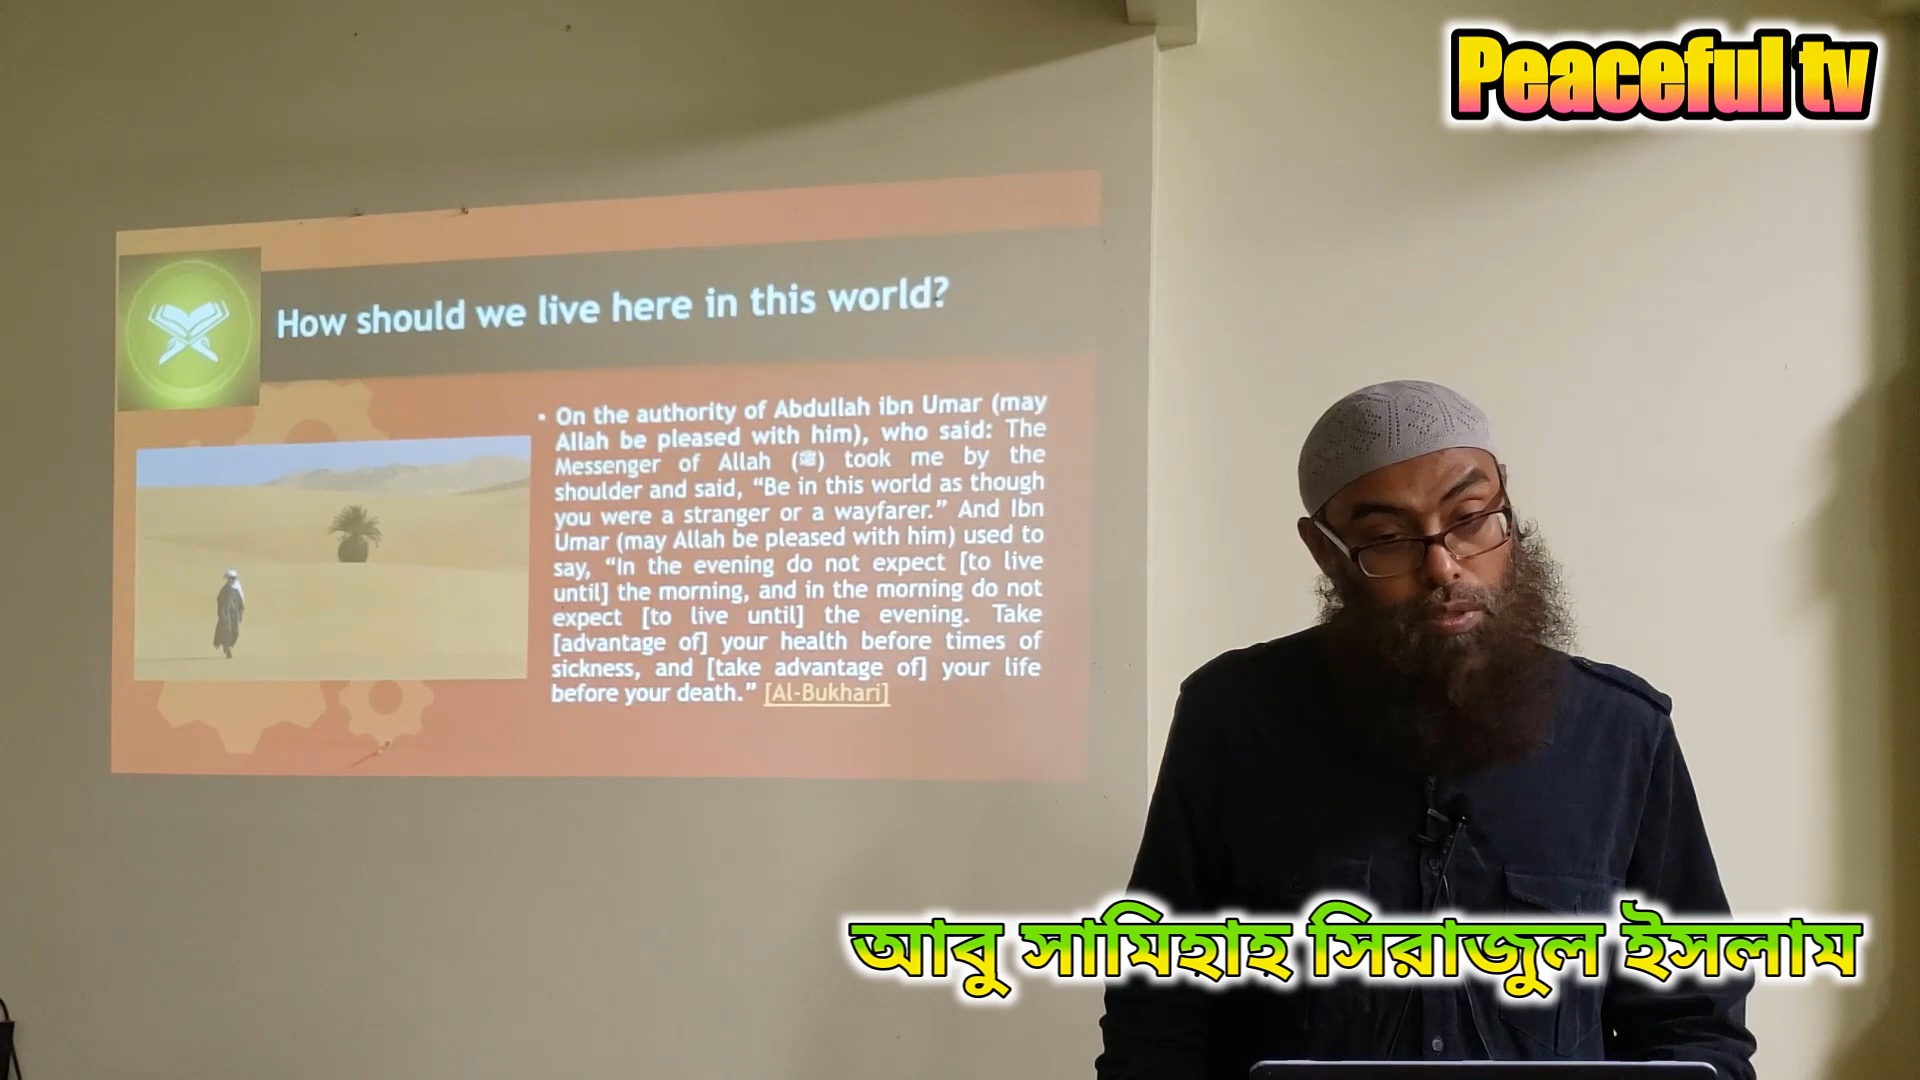 Peaceful tv
How should we live here in this world?
• On the authority of Abdullah ibn Umar (may
Allah be pleased with him), who said: The
Messenger of Allah (ﷺ) took me by the
shoulder and said, “Be in this world as though
you were a stranger or a wayfarer.” And Ibn
Umar (may Allah be pleased with him) used to
say, “In the evening do not expect [to live
until] the morning, and in the morning do not
expect [to live until] the evening. Take
[advantage of] your health before times of
sickness, and [take advantage of] your life
before your death.” [Al-Bukhari]
আবু সামিহাহ সিরাজুল ইসলাম